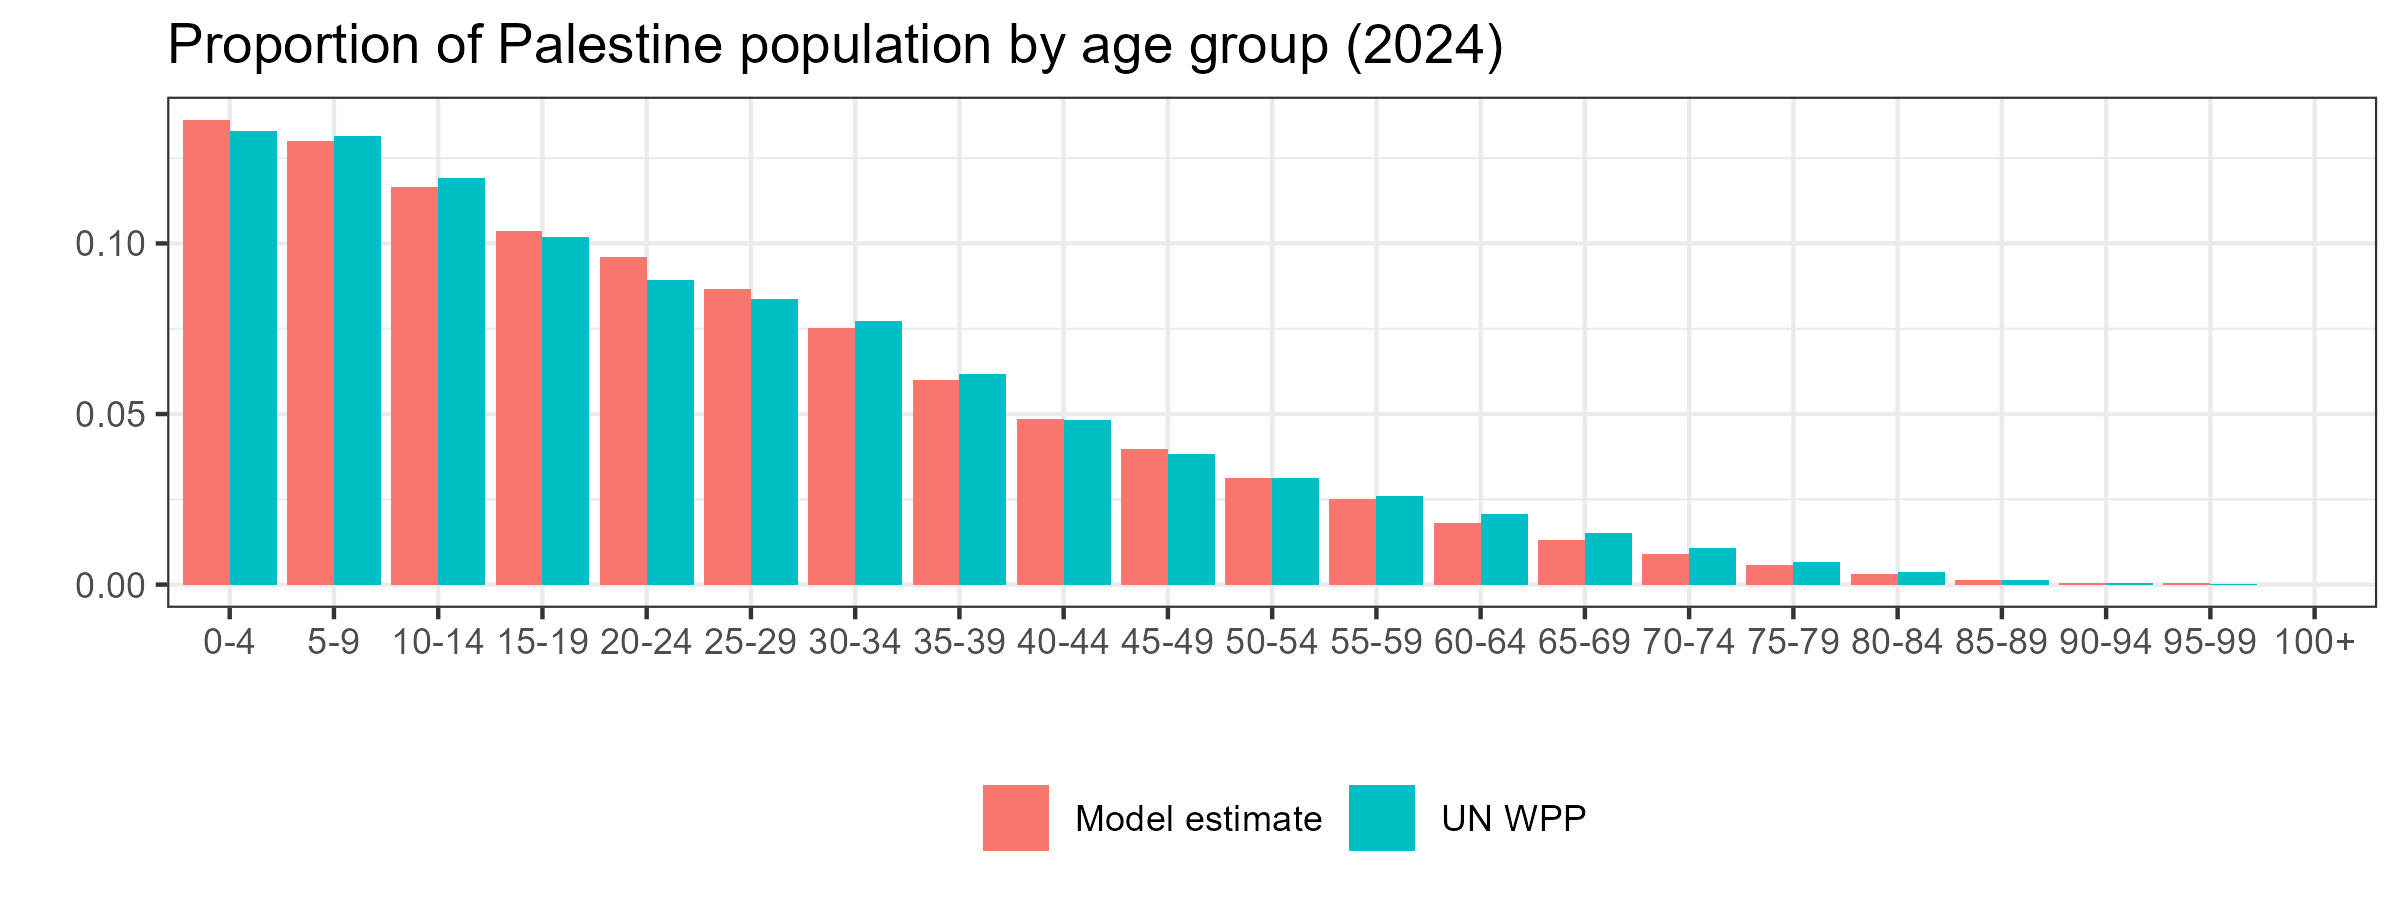 Proportion of Palestine population by age group (2024)
0.10
0.05
0.00
0-4 5-9 10-14 15-19 20-24 25-29 30-34 35-39 40-44 45-49 50-54 55-59 60-64 65-69 70-74 75-79 80-84 85-89 90-94 95-99 100+
Model estimate UN WPP